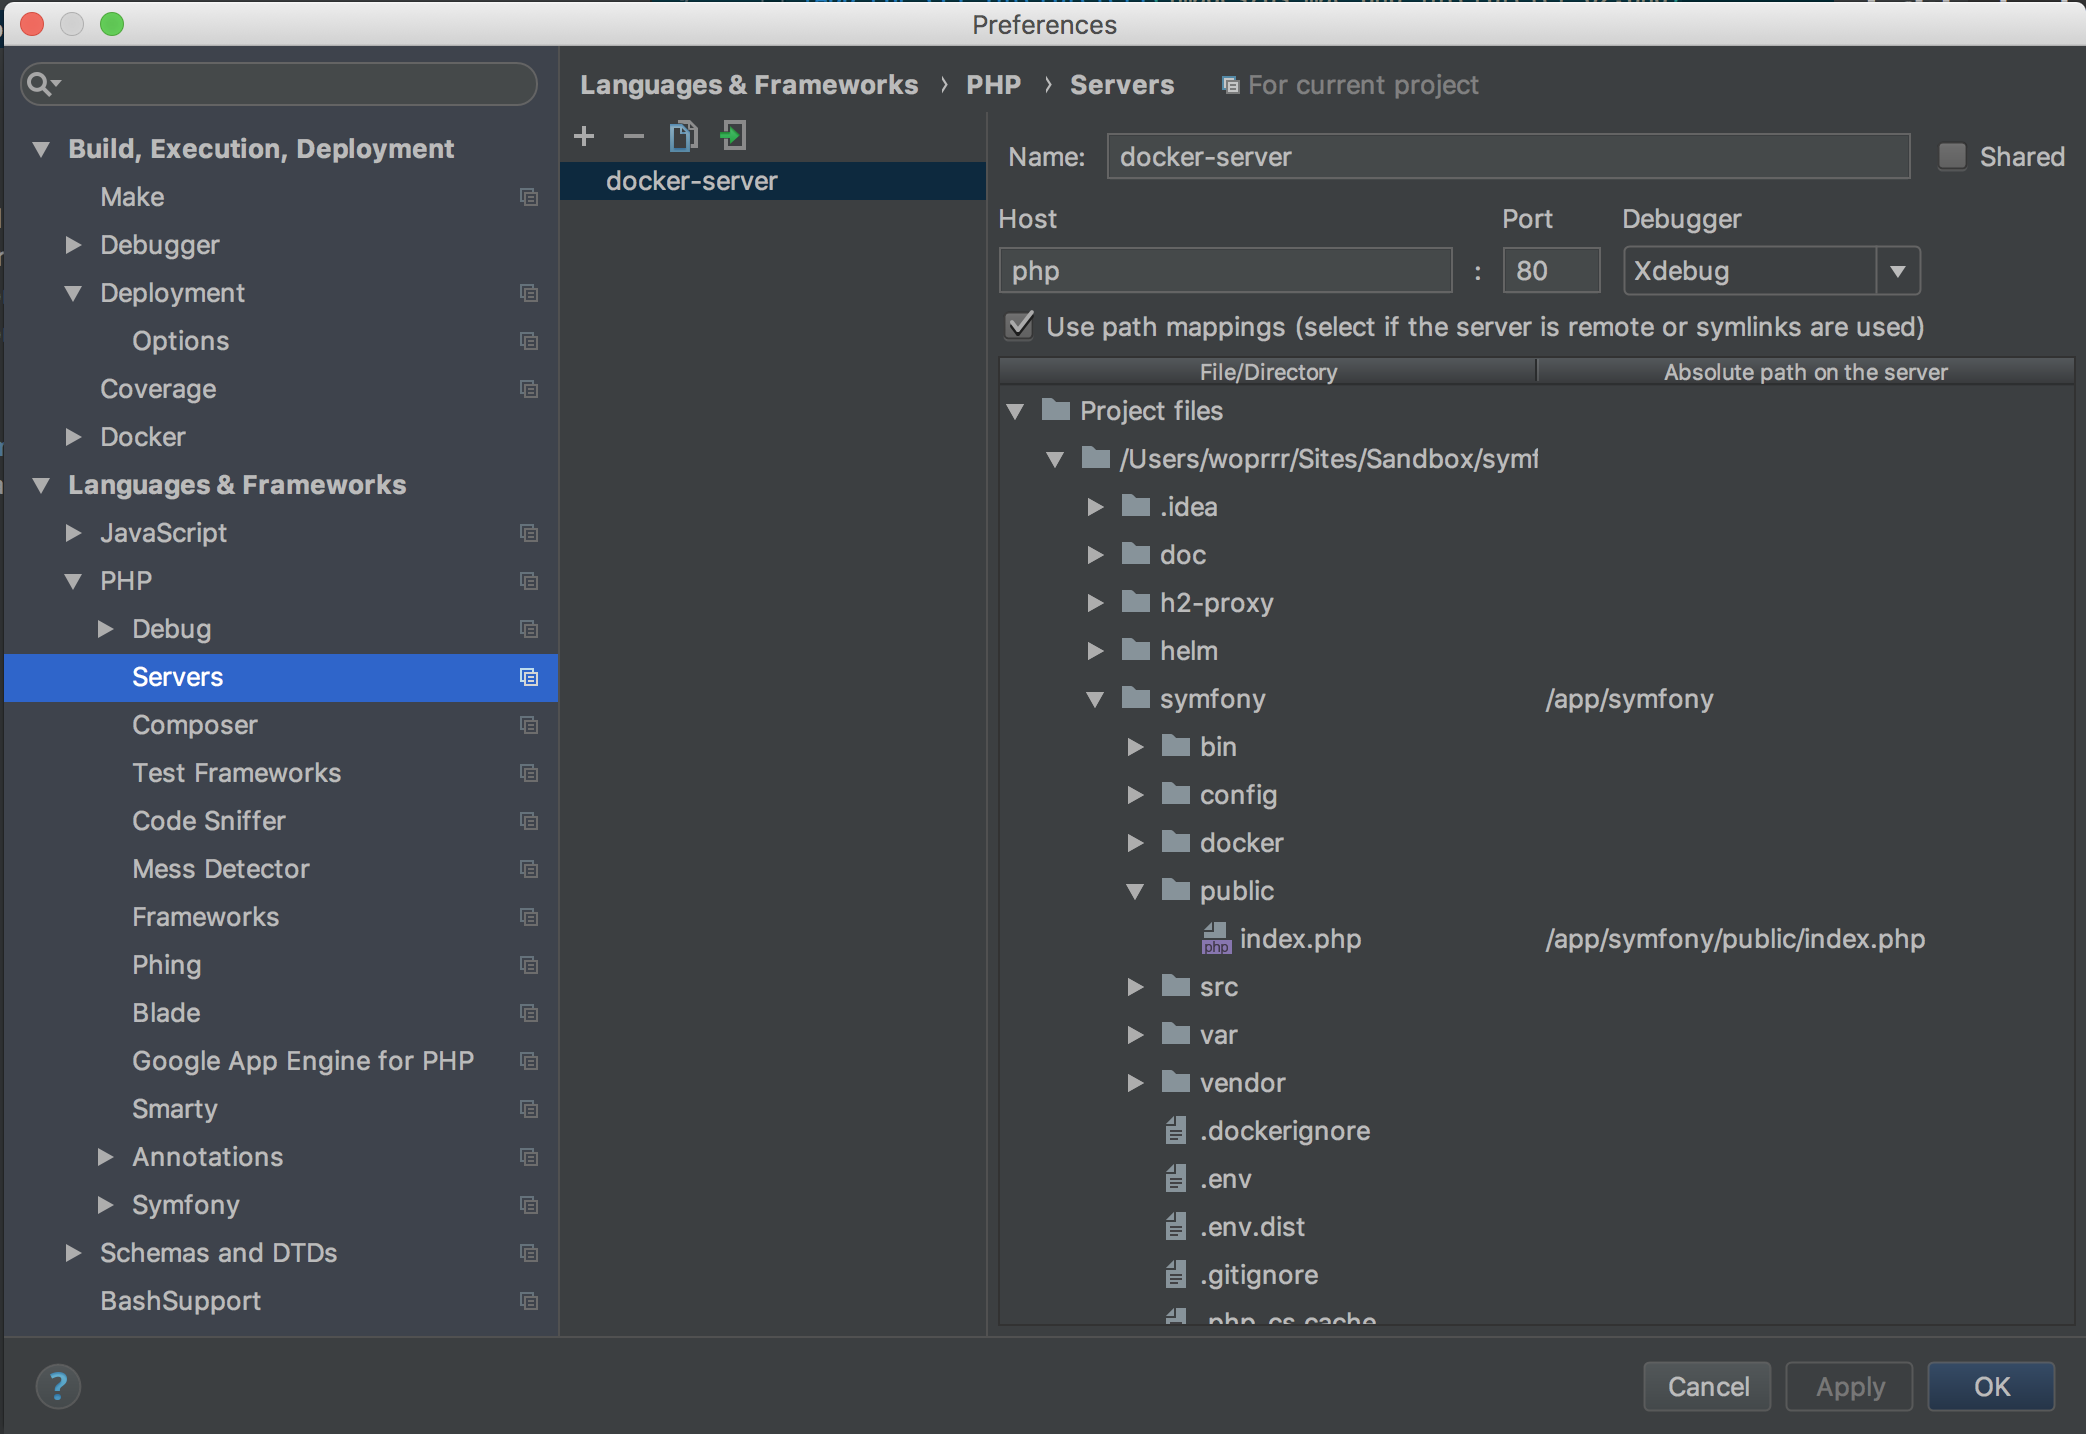 Preferences
Build, Execution, Deployment
Make
Debugger
Deployment
Options
Coverage
Docker
Languages & Frameworks
JavaScript
PHP
Debug
Servers
Composer
Test Frameworks
Code Sniffer
Mess Detector
Frameworks
Phing
Blade
Google App Engine for PHP
Smarty
Annotations
Symfony
Schemas and DTDs
BashSupport
Languages & Frameworks › PHP › Servers For current project
docker-server
Name: docker-server Shared
Host Port Debugger
php : 80 Xdebug
Use path mappings (select if the server is remote or symlinks are used)
File/Directory Absolute path on the server
Project files
/Users/woprrr/Sites/Sandbox/symf
.idea
doc
h2-proxy
helm
symfony /app/symfony
bin
config
docker
public
php index.php /app/symfony/public/index.php
src
var
vendor
.dockerignore
.env
.env.dist
.gitignore
.php_cs.cache
? Cancel Apply OK